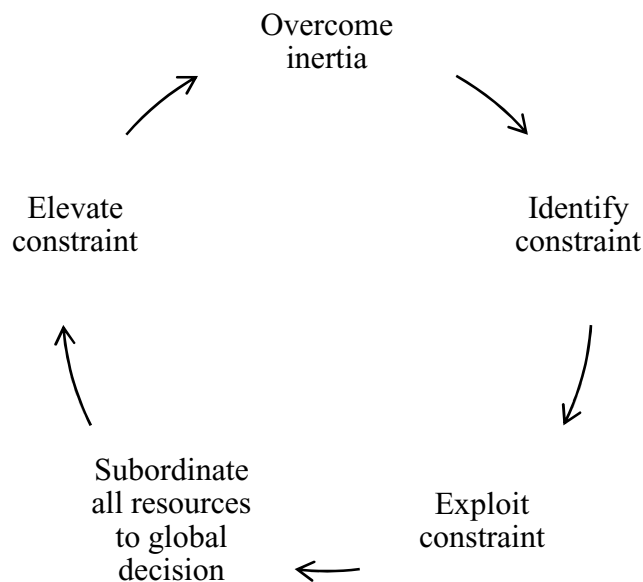 Overcome
inertia
Identify
constraint
Exploit
constraint
Subordinate
all resources
to global
decision
Elevate
constraint